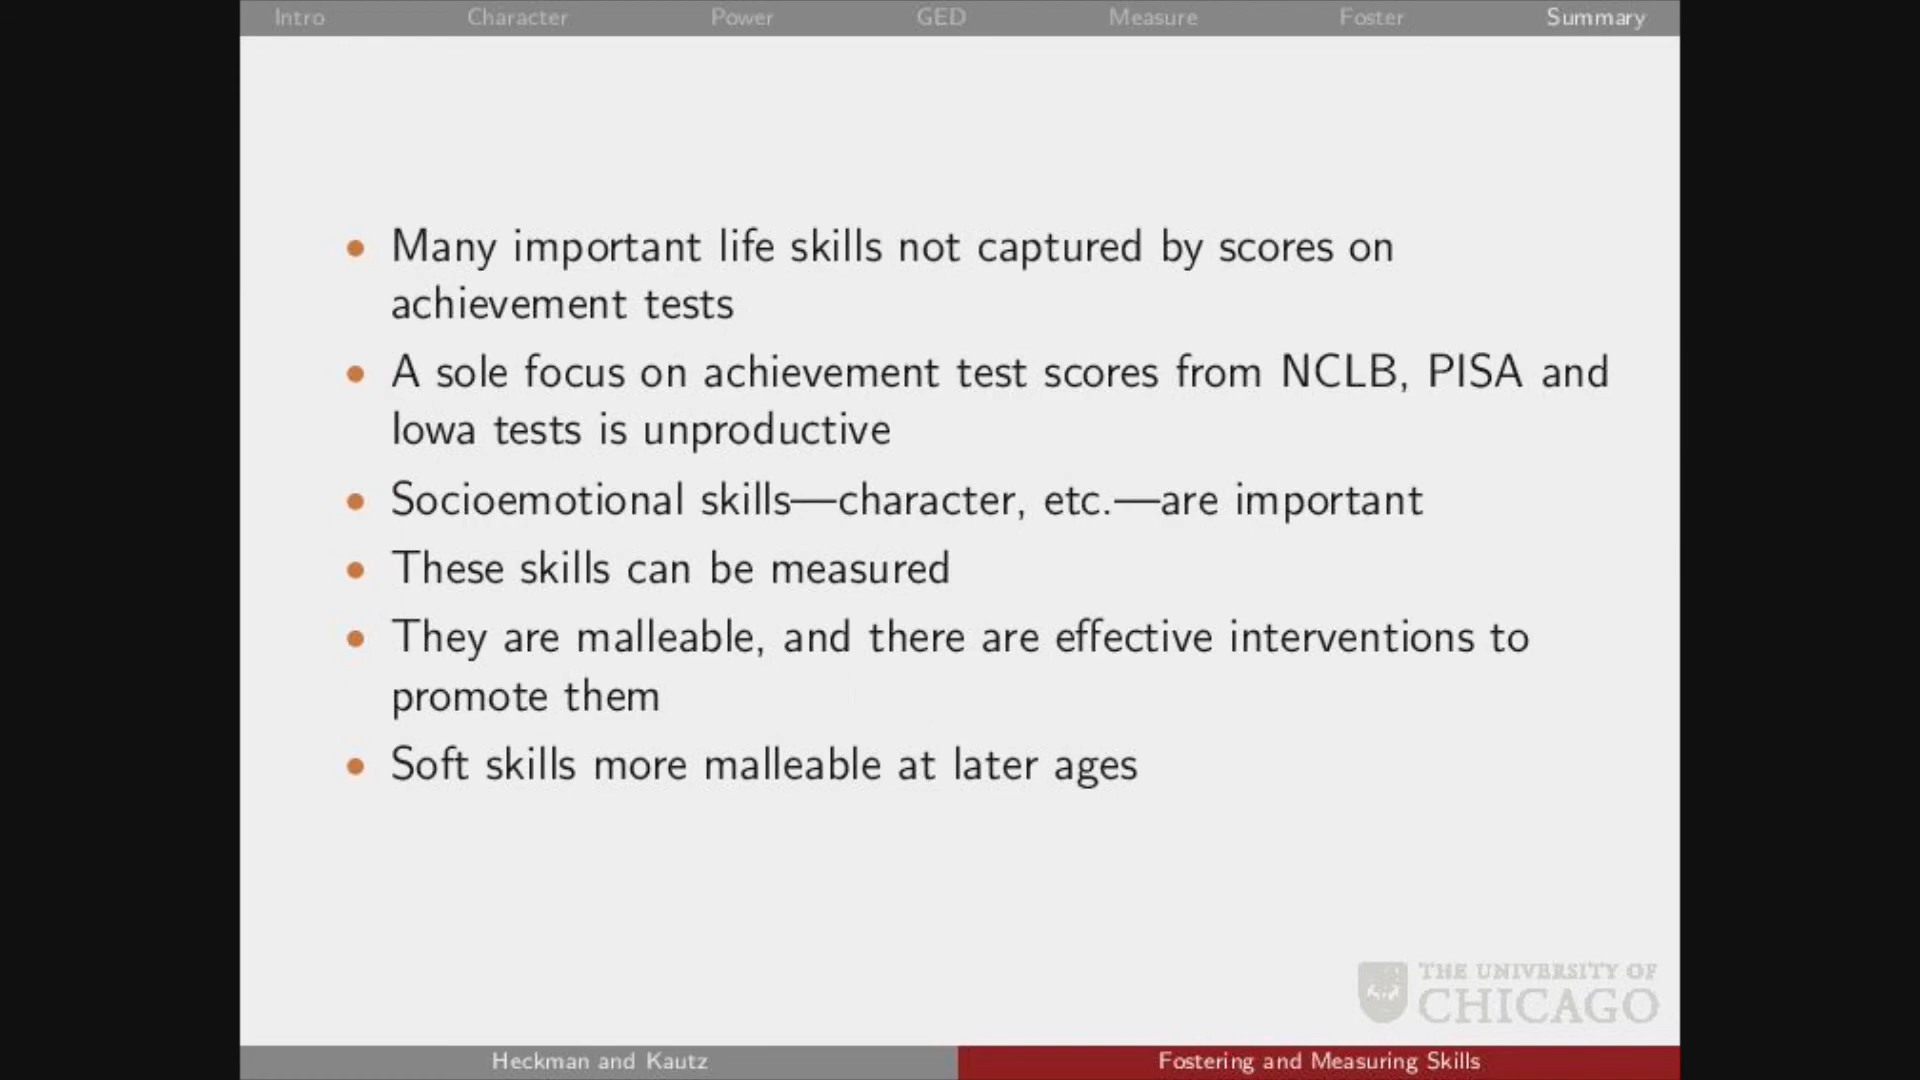 Intro Character Power GED Measure Foster Summary
• Many important life skills not captured by scores on
achievement tests
• A sole focus on achievement test scores from NCLB, PISA and
Iowa tests is unproductive
• Socioemotional skills—character, etc.—are important
• These skills can be measured
• They are malleable, and there are effective interventions to
promote them
• Soft skills more malleable at later ages
THE UNIVERSITY OF
CHICAGO
Heckman and Kautz Fostering and Measuring Skills